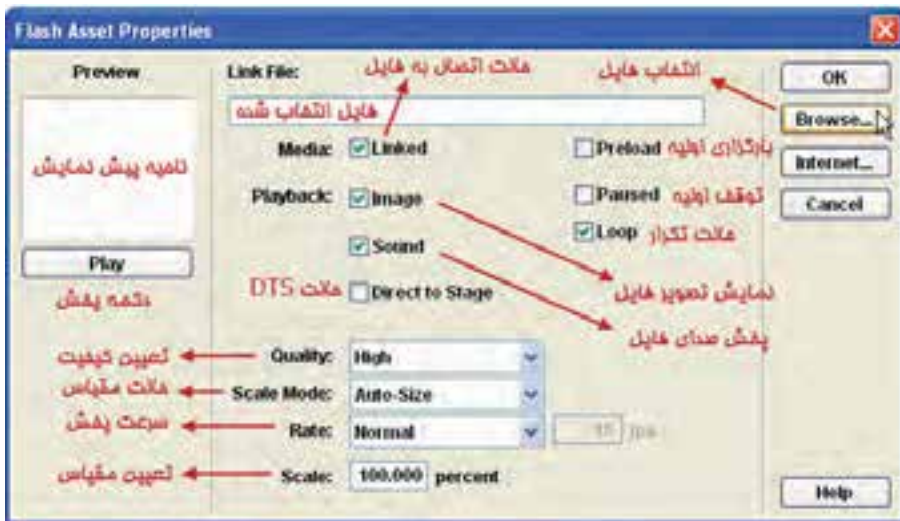 Flash Asset Properties
Preview
Link File:
حالت اتصال به فایل
انتخاب فایل
OK
فایل انتخاب شده
Browse...
Media:
Linked
Preload
بارگزاری اولیه
Internet...
ناحیه پیش نمایش
Playback:
Image
Paused
توقف اولیه
Cancel
Sound
Loop
حالت تکرار
Play
دکمه پخش
حالت DTS
Direct to Stage
نمایش تصویر فایل
پخش صدای فایل
تعیین کیفیت
Quality:
High
حالت مقیاس
Scale Mode:
Auto-Size
سرعت پخش
Rate:
Normal
15
fps
تعیین مقیاس
Scale:
100.000
percent
Help